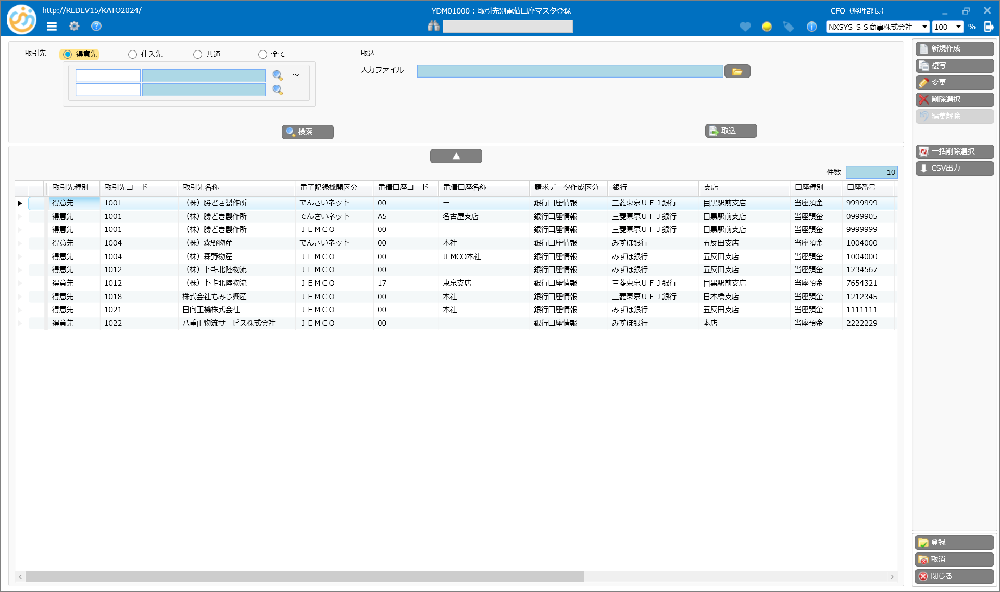 http://RLDEV15/KATO2024/
YDM01000：取引先別電債口座マスタ登録
CFO（経理部長）
NXSYS ＳＳ商事株式会社 100 %
取引先 得意先 仕入先 共通 全て
～
検索
取込
入力ファイル
取込
件数 10
取引先種別 取引先コード 取引先名称 電子記録機関区分 電債口座コード 電債口座名称 請求データ作成区分 銀行 支店 口座種別 口座番号
得意先 1001 （株）勝どき製作所 でんさいネット 00 ー 銀行口座情報 三菱東京ＵＦＪ銀行 目黒駅前支店 当座預金 9999999
得意先 1001 （株）勝どき製作所 でんさいネット A5 名古屋支店 銀行口座情報 三菱東京ＵＦＪ銀行 目黒駅前支店 当座預金 0999905
得意先 1001 （株）勝どき製作所 ＪＥＭＣＯ 00 ー 銀行口座情報 三菱東京ＵＦＪ銀行 目黒駅前支店 当座預金 9999999
得意先 1004 （株）森野物産 でんさいネット 00 本社 銀行口座情報 みずほ銀行 五反田支店 当座預金 1004000
得意先 1004 （株）森野物産 ＪＥＭＣＯ 00 JEMCO本社 銀行口座情報 みずほ銀行 五反田支店 当座預金 1004000
得意先 1012 （株）トキ北陸物流 ＪＥＭＣＯ 00 ー 銀行口座情報 みずほ銀行 五反田支店 当座預金 1234567
得意先 1012 （株）トキ北陸物流 ＪＥＭＣＯ 17 東京支店 銀行口座情報 三菱東京ＵＦＪ銀行 目黒駅前支店 当座預金 7654321
得意先 1018 株式会社もみじ興産 ＪＥＭＣＯ 00 本社 銀行口座情報 三菱東京ＵＦＪ銀行 日本橋支店 当座預金 1212345
得意先 1021 日向工機株式会社 ＪＥＭＣＯ 00 本社 銀行口座情報 みずほ銀行 五反田支店 当座預金 1111111
得意先 1022 八重山物流サービス株式会社 ＪＥＭＣＯ 00 ー 銀行口座情報 みずほ銀行 本店 当座預金 2222229
新規作成
複写
変更
削除選択
編集解除
一括削除選択
CSV出力
登録
取消
閉じる